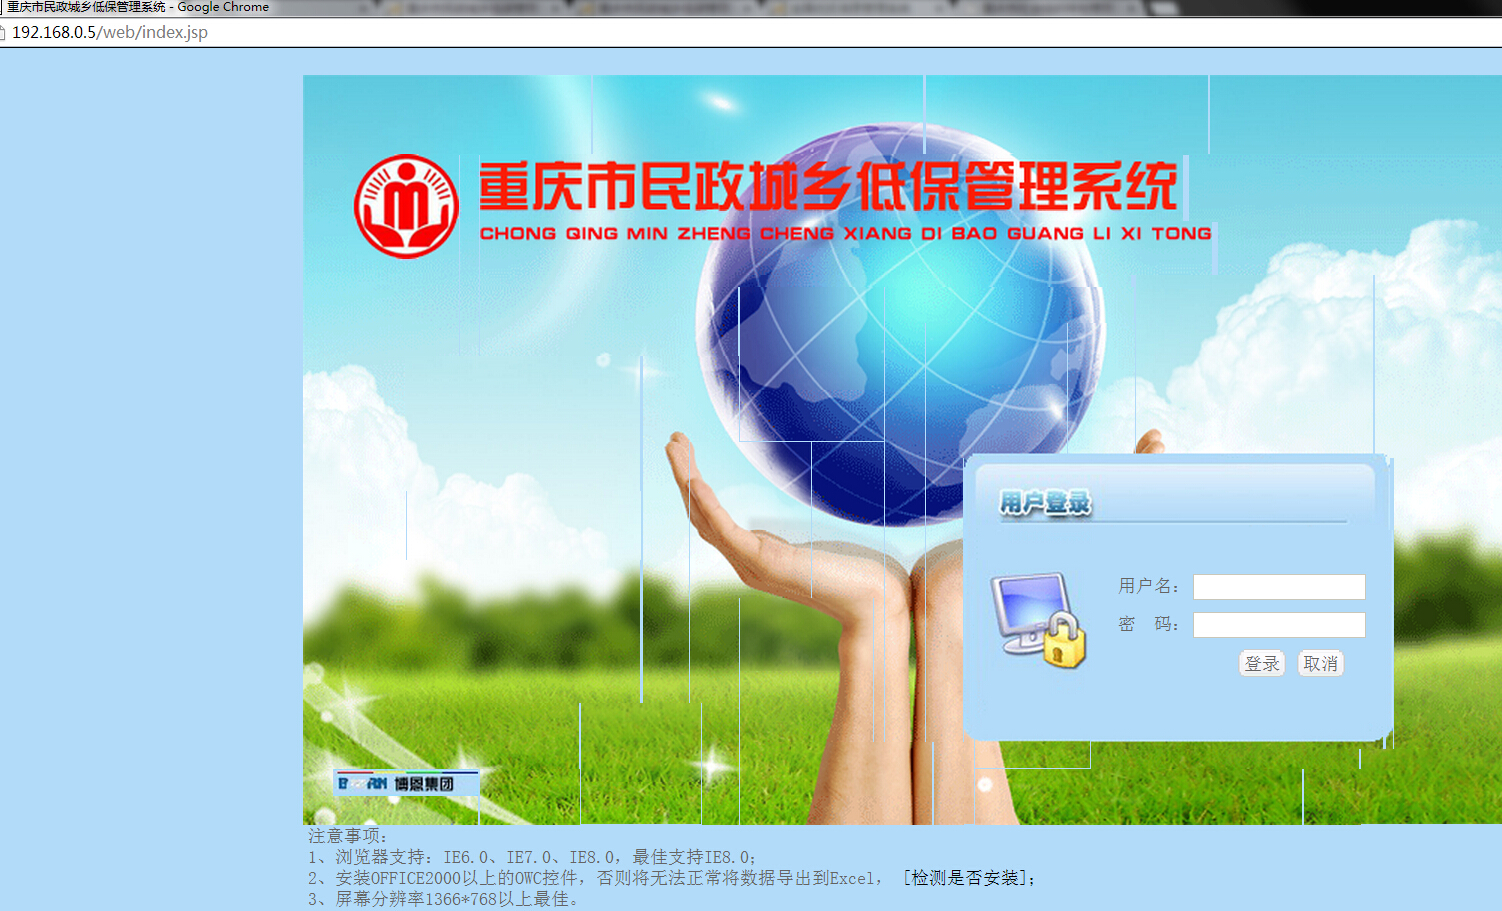 重庆市民政城乡低保管理系统 - Google Chrome
192.168.0.5/web/index.jsp
重庆市民政城乡低保管理系统
CHONG QING MIN ZHENG CHENG XIANG DI BAO GUANG LI XI TONG
用户登录
用户名：
密 码：
登录 取消
博恩集团
注意事项：
1、浏览器支持：IE6.0、IE7.0、IE8.0，最佳支持IE8.0；
2、安装OFFICE2000以上的OWC控件，否则将无法正常将数据导出到Excel， [检测是否安装]；
3、屏幕分辨率1366*768以上最佳。